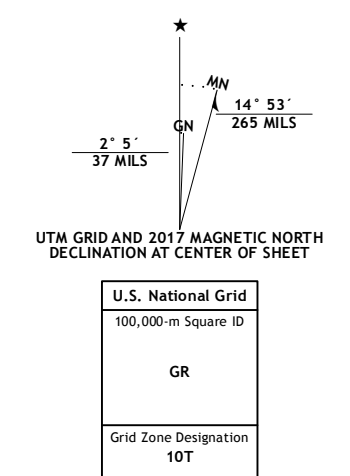 ★
MN
GN
14° 53´
265 MILS
2° 5´
37 MILS
UTM GRID AND 2017 MAGNETIC NORTH
DECLINATION AT CENTER OF SHEET
U.S. National Grid
100,000-m Square ID
GR
Grid Zone Designation
10T